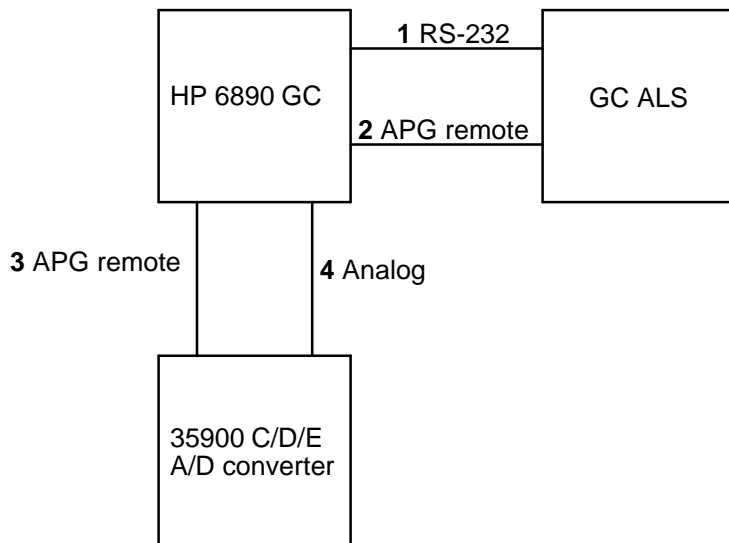 1 RS-232
HP 6890 GC
GC ALS
2 APG remote
3 APG remote
4 Analog
35900 C/D/E
A/D converter